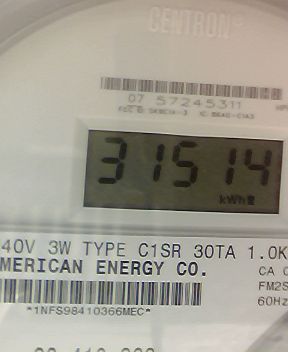 CENTRON®
07 57245311
31514
kWh
40V 3W TYPE C1SR 30TA 1.0K
MERICAN ENERGY CO.
CA 0
FM2S
60Hz
*1NFS98410366MEC*